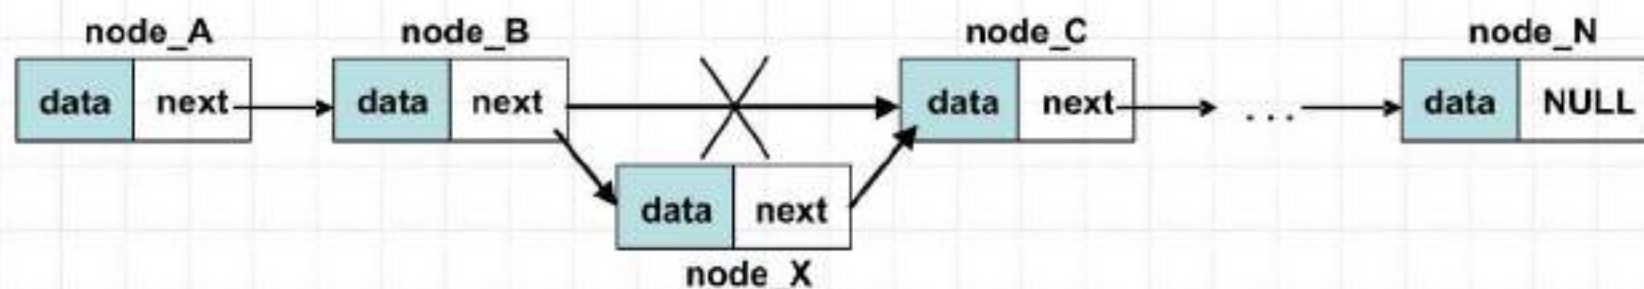 node_A node_B node_C node_N
data next data next data next ... data NULL
data next
node_X